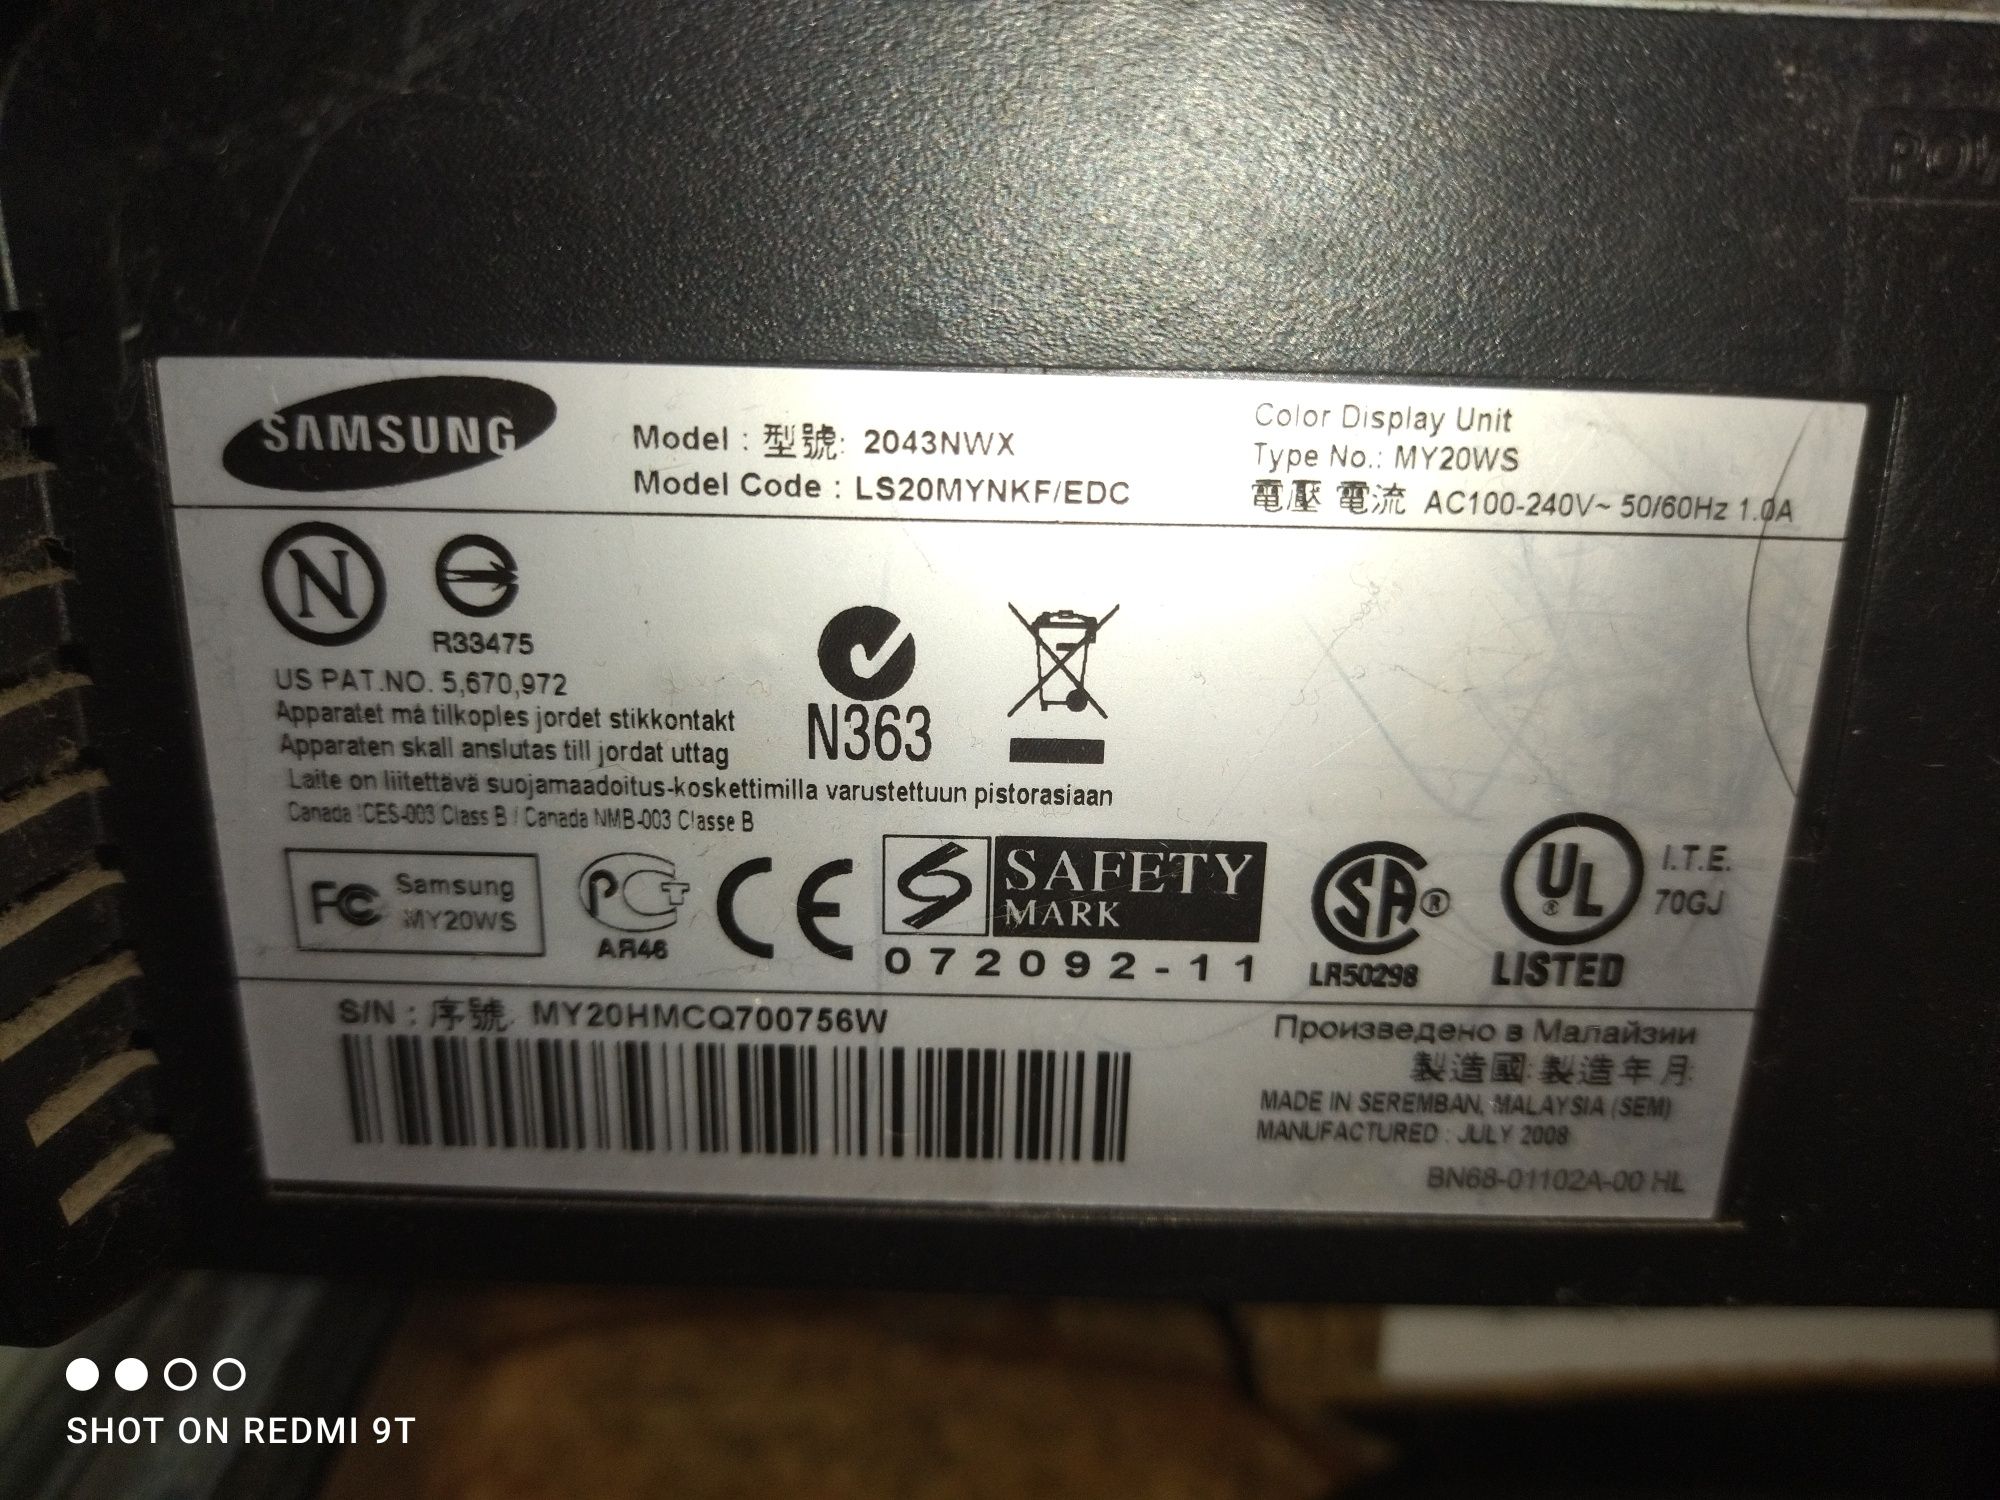 POW
SAMSUNG
Model : 型號: 2043NWX
Model Code : LS20MYNKF/EDC
Color Display Unit
Type No.: MY20WS
電壓 電流 AC100-240V~ 50/60Hz 1.0A
N
R33475
US PAT.NO. 5,670,972
Apparatet må tilkoples jordet stikkontakt
Apparaten skall anslutas till jordat uttag
Laite on liitettävä suojamaadoitus-koskettimilla varustettuun pistorasiaan
Canada ICES-003 Class B / Canada NMB-003 Classe B
N363
FC Samsung
MY20WS
PCT
AR46
CE
SAFETY
MARK
072092-11
SA ®
LR50298
UL ®
LISTED
I.T.E.
70GJ
S/N : 序號: MY20HMCQ700756W
Произведено в Малайзии
製造國: 製造年月:
MADE IN SEREMBAN, MALAYSIA (SEM)
MANUFACTURED : JULY 2008
BN68-01102A-00 HL
SHOT ON REDMI 9T